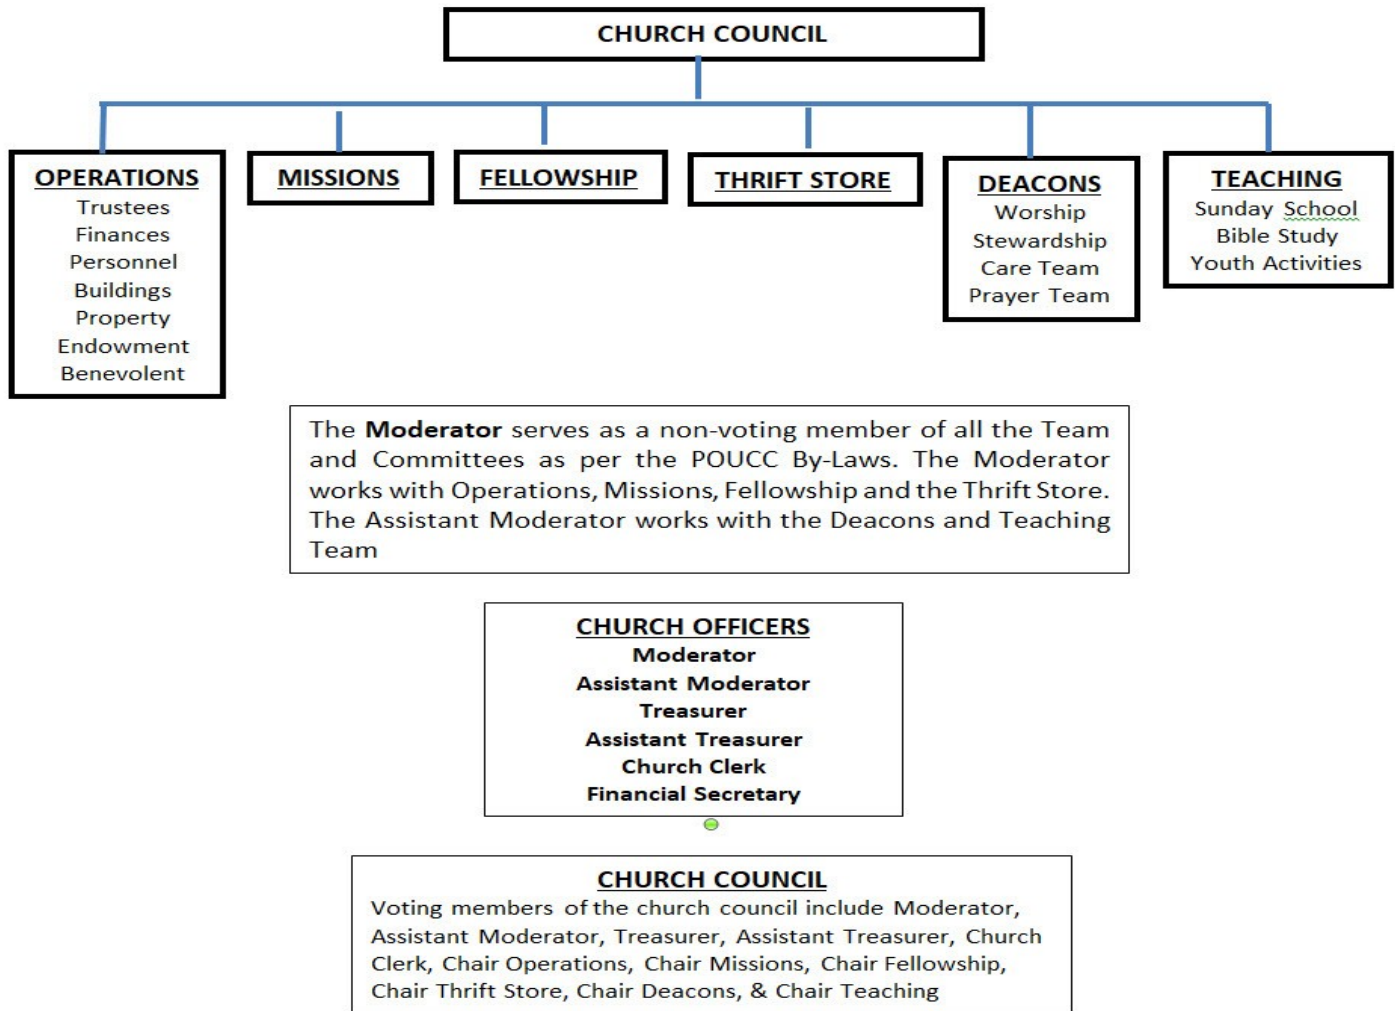 CHURCH COUNCIL
OPERATIONS
Trustees
Finances
Personnel
Buildings
Property
Endowment
Benevolent
MISSIONS
FELLOWSHIP
THRIFT STORE
DEACONS
Worship
Stewardship
Care Team
Prayer Team
TEACHING
Sunday School
Bible Study
Youth Activities
The Moderator serves as a non-voting member of all the Team
and Committees as per the POUCC By-Laws. The Moderator
works with Operations, Missions, Fellowship and the Thrift Store.
The Assistant Moderator works with the Deacons and Teaching
Team
CHURCH OFFICERS
Moderator
Assistant Moderator
Treasurer
Assistant Treasurer
Church Clerk
Financial Secretary
CHURCH COUNCIL
Voting members of the church council include Moderator,
Assistant Moderator, Treasurer, Assistant Treasurer, Church
Clerk, Chair Operations, Chair Missions, Chair Fellowship,
Chair Thrift Store, Chair Deacons, & Chair Teaching